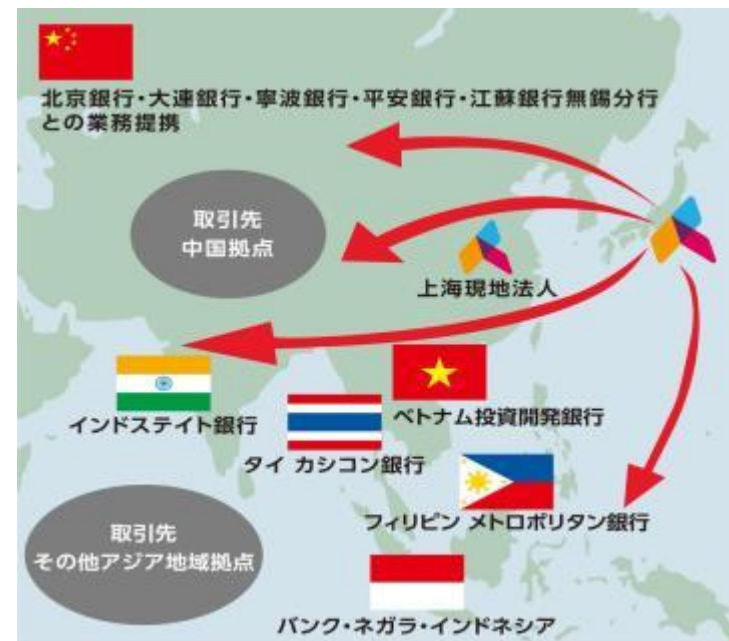 北京銀行・大連銀行・寧波銀行・平安銀行・江蘇銀行無錫分行
との業務提携
取引先
中国拠点
上海現地法人
インドステイト銀行
ベトナム投資開発銀行
タイ カシコン銀行
フィリピン メトロポリタン銀行
取引先
その他アジア地域拠点
バンク・ネガラ・インドネシア